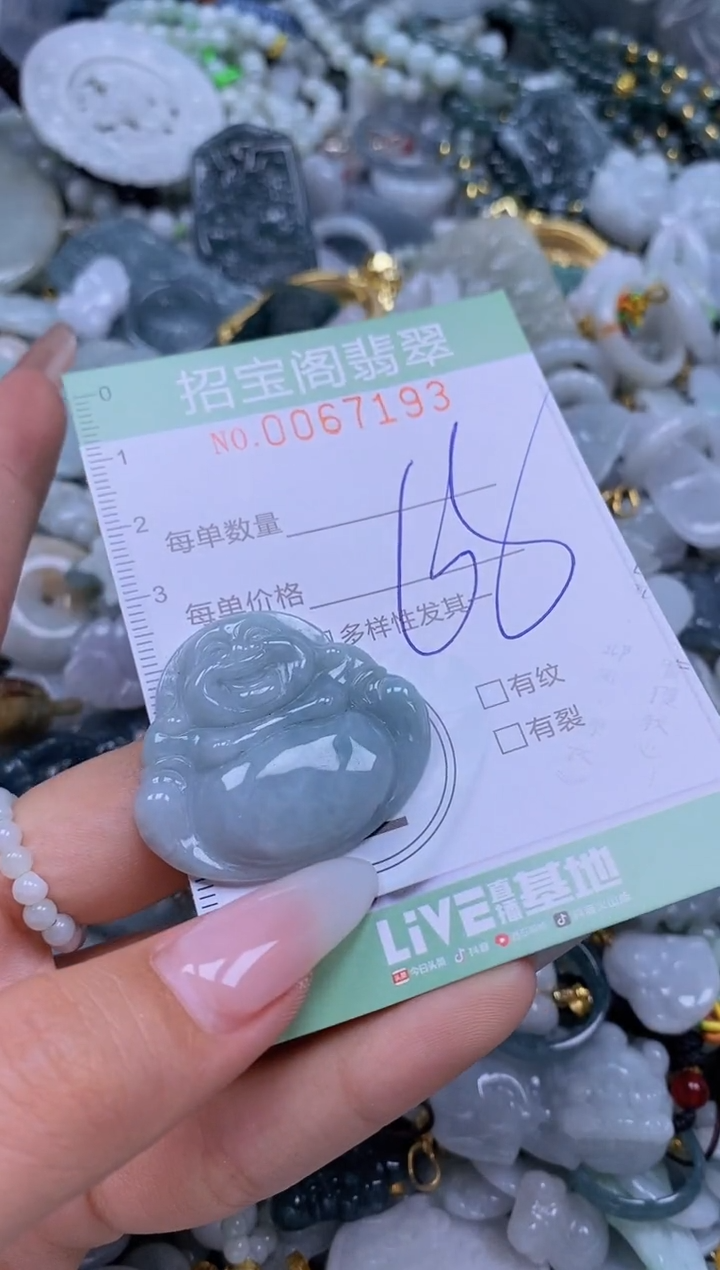 招宝阁翡翠
NO.0067193
0
1
2
3
每单数量
每单价格
多样性发其
□有纹
□有裂
LiVE直播基地
今日头条 抖音